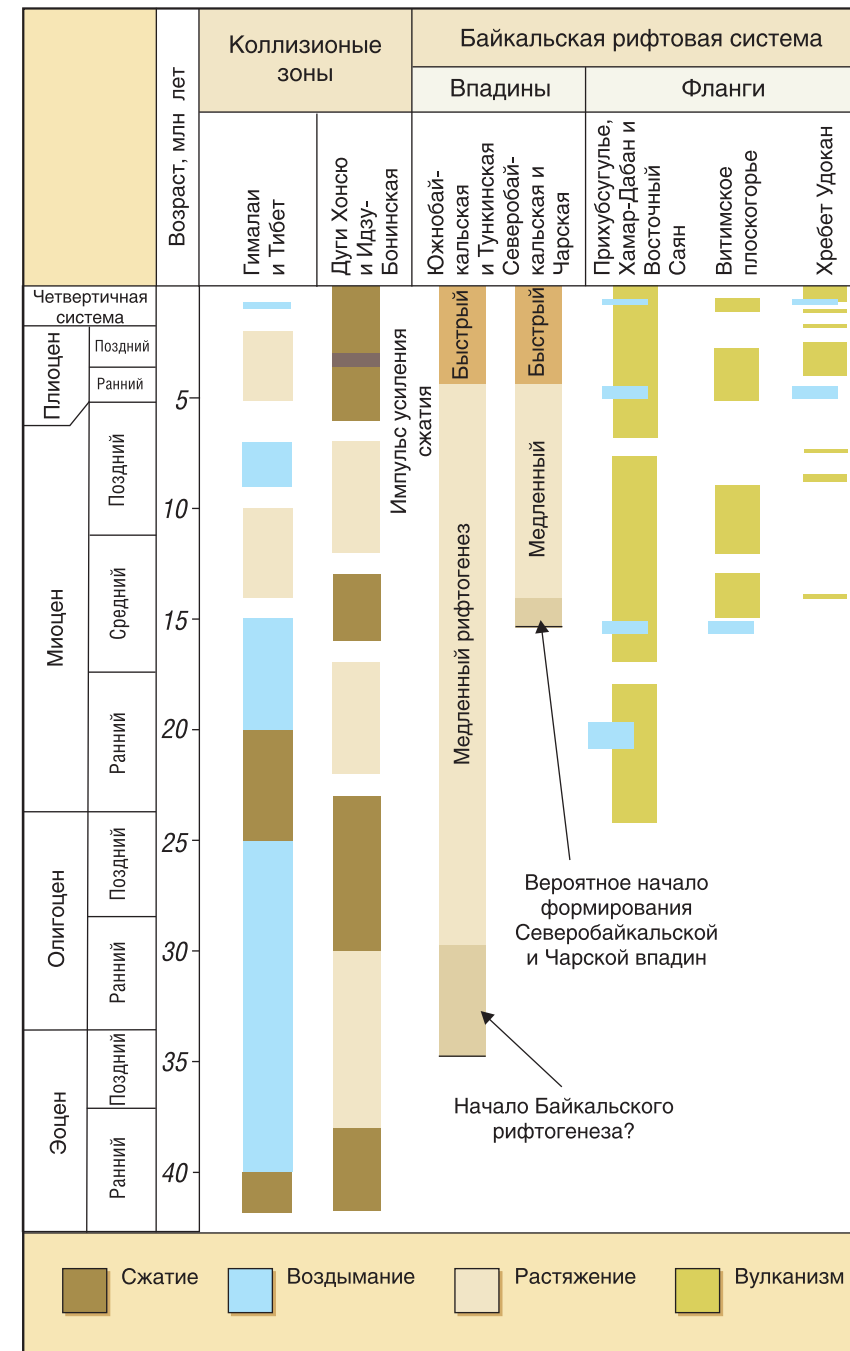 Возраст, млн лет
Коллизионые
зоны
Байкальская рифтовая система
Впадины
Фланги
Гималаи
и Тибет
Дуги Хонсю
и Идзу-
Бонинская
Южнобай-
кальская
и Тункинская
Северобай-
кальская и
Чарская
Прихубсугулье,
Хамар-Дабан и
Восточный
Саян
Витимское
плоскогорье
Хребет Удокан
Четвертичная
система
Плиоцен
Поздний
Ранний
Миоцен
Поздний
Средний
Ранний
Олигоцен
Поздний
Ранний
Эоцен
Поздний
Ранний
5
10
15
20
25
30
35
40
Импульс усиления
сжатия
Быстрый
Медленный рифтогенез
Быстрый
Медленный
Вероятное начало
формирования
Северобайкальской
и Чарской впадин
Начало Байкальского
рифтогенеза?
Сжатие
Воздымание
Растяжение
Вулканизм